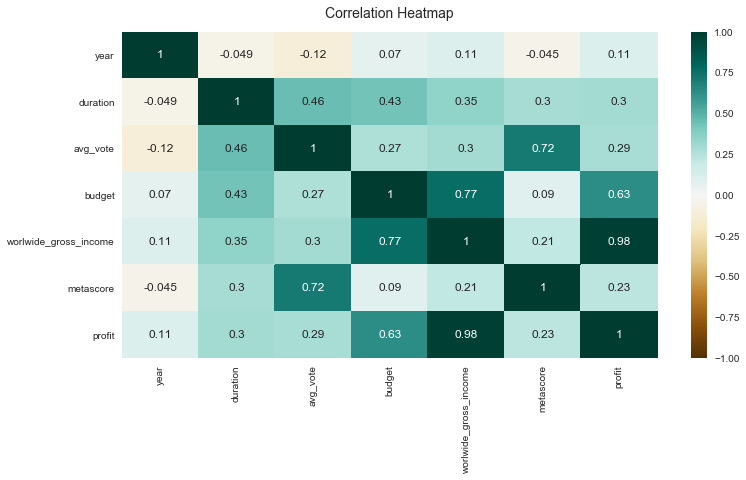 Correlation Heatmap
year 1 -0.049 -0.12 0.07 0.11 -0.045 0.11
duration -0.049 1 0.46 0.43 0.35 0.3 0.3
avg_vote -0.12 0.46 1 0.27 0.3 0.72 0.29
budget 0.07 0.43 0.27 1 0.77 0.09 0.63
worlwide_gross_income 0.11 0.35 0.3 0.77 1 0.21 0.98
metascore -0.045 0.3 0.72 0.09 0.21 1 0.23
profit 0.11 0.3 0.29 0.63 0.98 0.23 1
year duration avg_vote budget worlwide_gross_income metascore profit
1.00
0.75
0.50
0.25
0.00
−0.25
−0.50
−0.75
−1.00